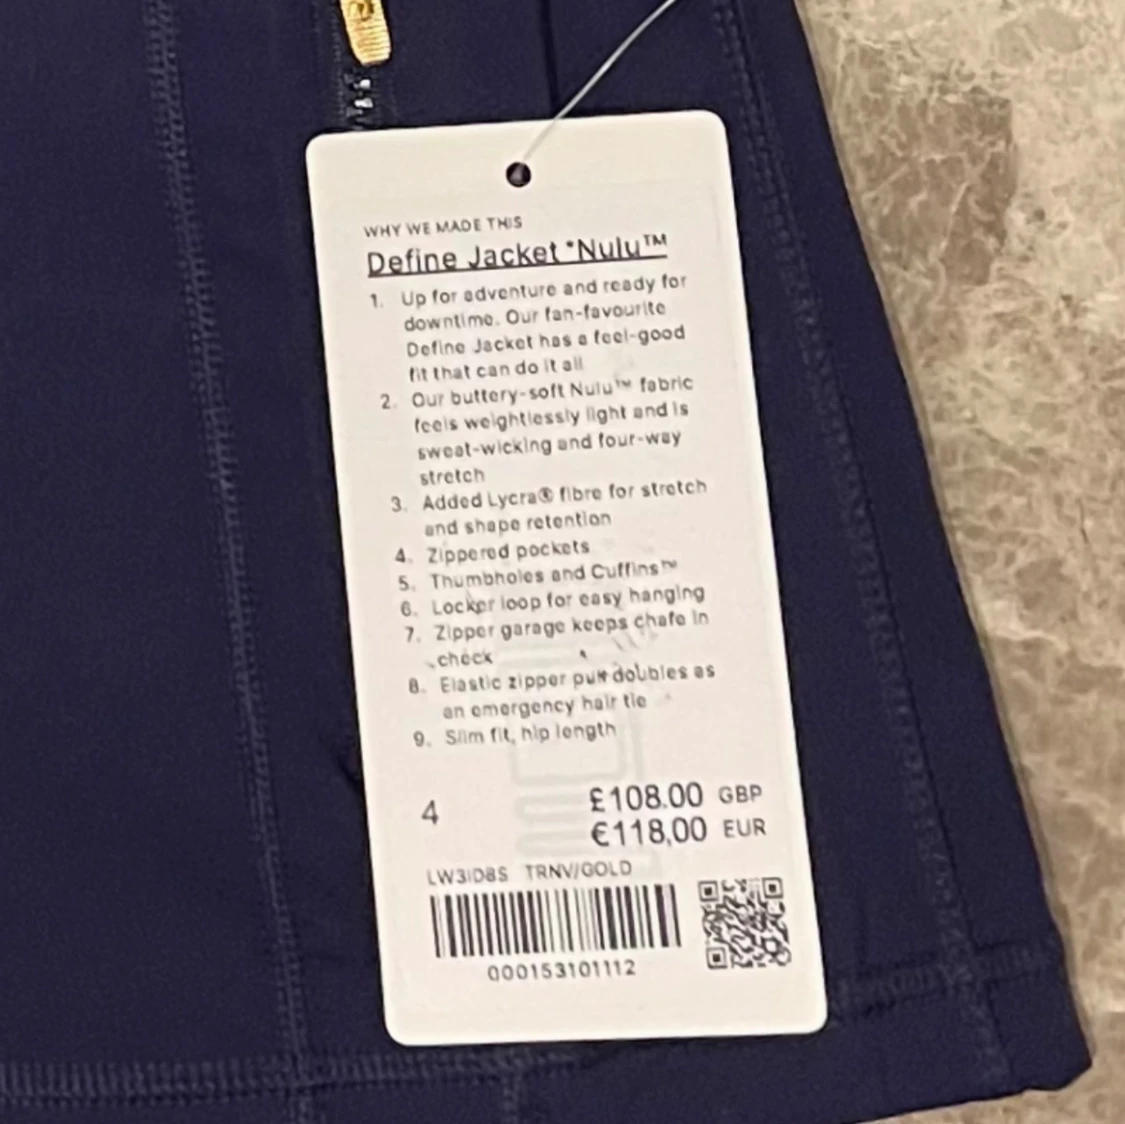 WHY WE MADE THIS
Define Jacket *Nulu™
1. Up for adventure and ready for
downtime. Our fan-favourite
Define Jacket has a feel-good
fit that can do it all
2. Our buttery-soft Nulu™ fabric
feels weightlessly light and is
sweat-wicking and four-way
stretch
3. Added Lycra® fibre for stretch
and shape retention
4. Zippered pockets
5. Thumbholes and Cuffins™
6. Locker loop for easy hanging
7. Zipper garage keeps chafe in
check
8. Elastic zipper pull doubles as
an emergency hair tie
9. Slim fit, hip length
4
£108.00 GBP
€118,00 EUR
LW3ID8S TRNV/GOLD
000153101112